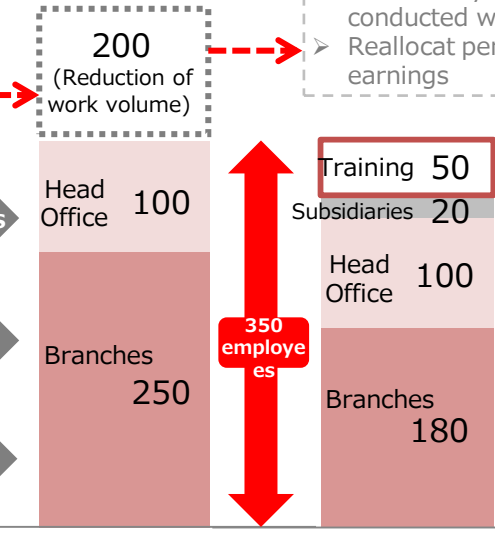 200
(Reduction of
work volume)
conducted w
Reallocat per
earnings
Head
Office 100
Branches
250
350
employe
es
Training 50
Subsidiaries 20
Head
Office 100
Branches
180